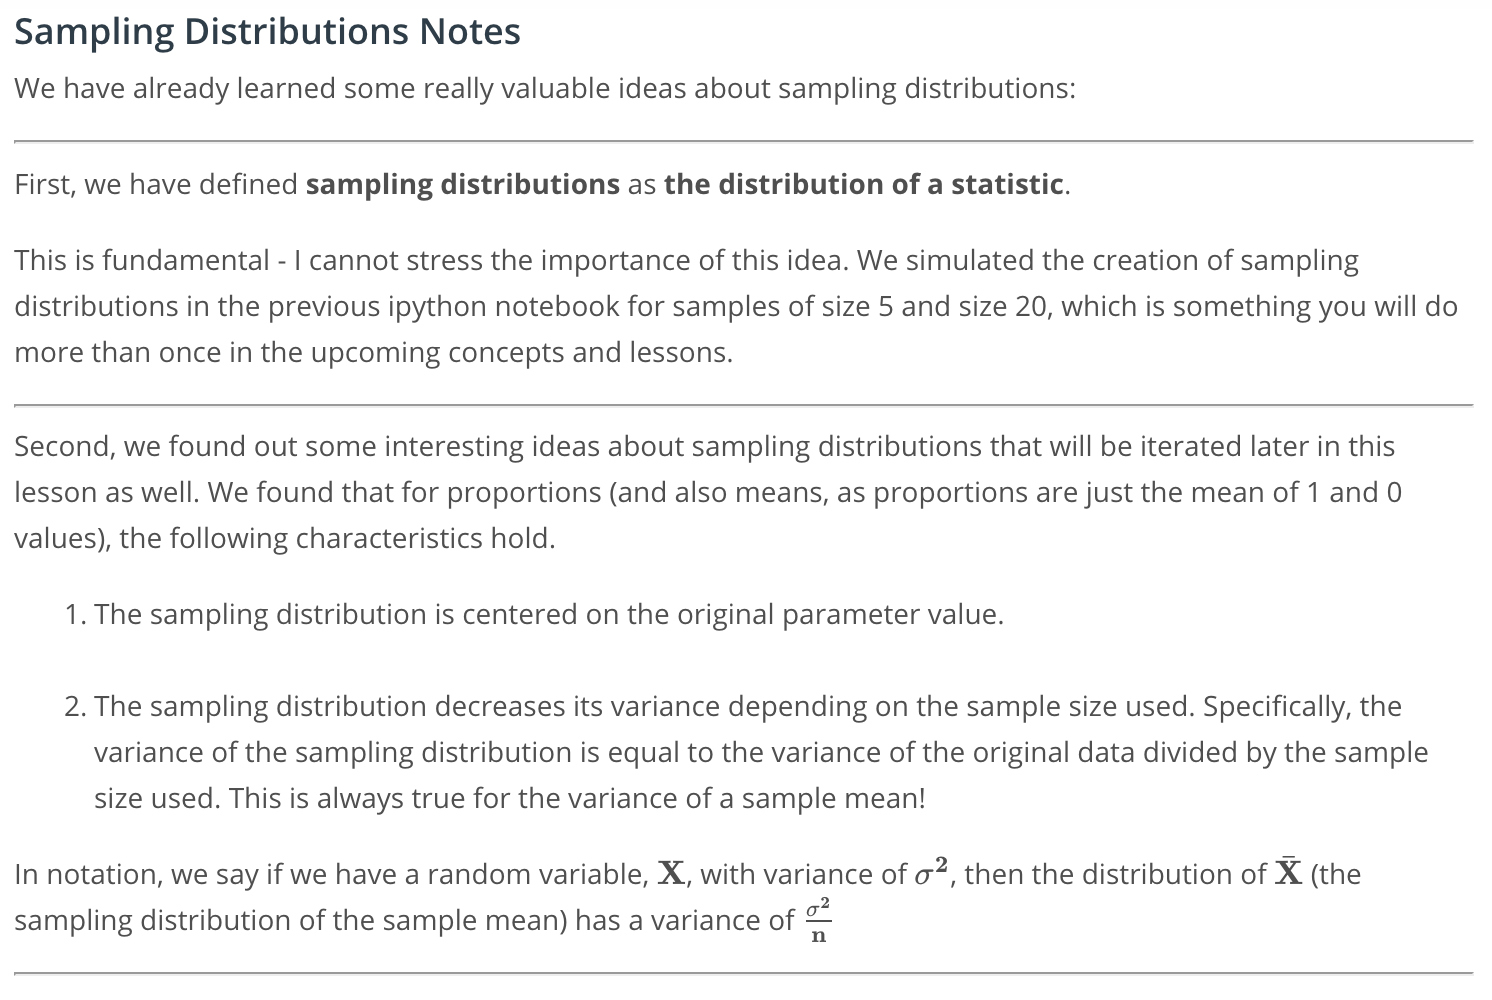 Sampling Distributions Notes
We have already learned some really valuable ideas about sampling distributions:
First, we have defined sampling distributions as the distribution of a statistic.
This is fundamental - I cannot stress the importance of this idea. We simulated the creation of sampling
distributions in the previous ipython notebook for samples of size 5 and size 20, which is something you will do
more than once in the upcoming concepts and lessons.
Second, we found out some interesting ideas about sampling distributions that will be iterated later in this
lesson as well. We found that for proportions (and also means, as proportions are just the mean of 1 and 0
values), the following characteristics hold.
1. The sampling distribution is centered on the original parameter value.
2. The sampling distribution decreases its variance depending on the sample size used. Specifically, the
variance of the sampling distribution is equal to the variance of the original data divided by the sample
size used. This is always true for the variance of a sample mean!
In notation, we say if we have a random variable, X, with variance of σ², then the distribution of X̄ (the
sampling distribution of the sample mean) has a variance of σ²/n